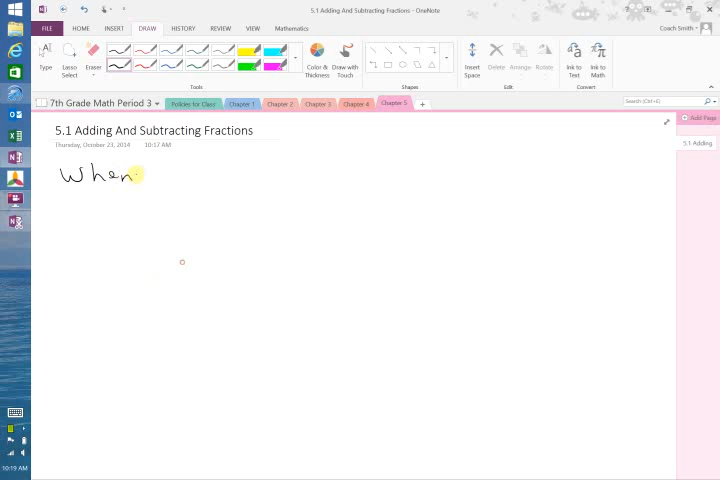 5.1 Adding And Subtracting Fractions - OneNote
FILE HOME INSERT DRAW HISTORY REVIEW VIEW Mathematics
Coach Smith
Type
Lasso Select
Eraser
Color & Thickness
Draw with Touch
Insert Space
Delete
Arrange
Rotate
Ink to Text
Ink to Math
Tools
Shapes
Edit
Convert
7th Grade Math Period 3
Policies for Class
Chapter 1
Chapter 2
Chapter 3
Chapter 4
Chapter 5
Search (Ctrl+E)
Add Page
5.1 Adding And Subtracting Fractions
5.1 Adding
Thursday, October 23, 2014 10:17 AM
When
10:19 AM